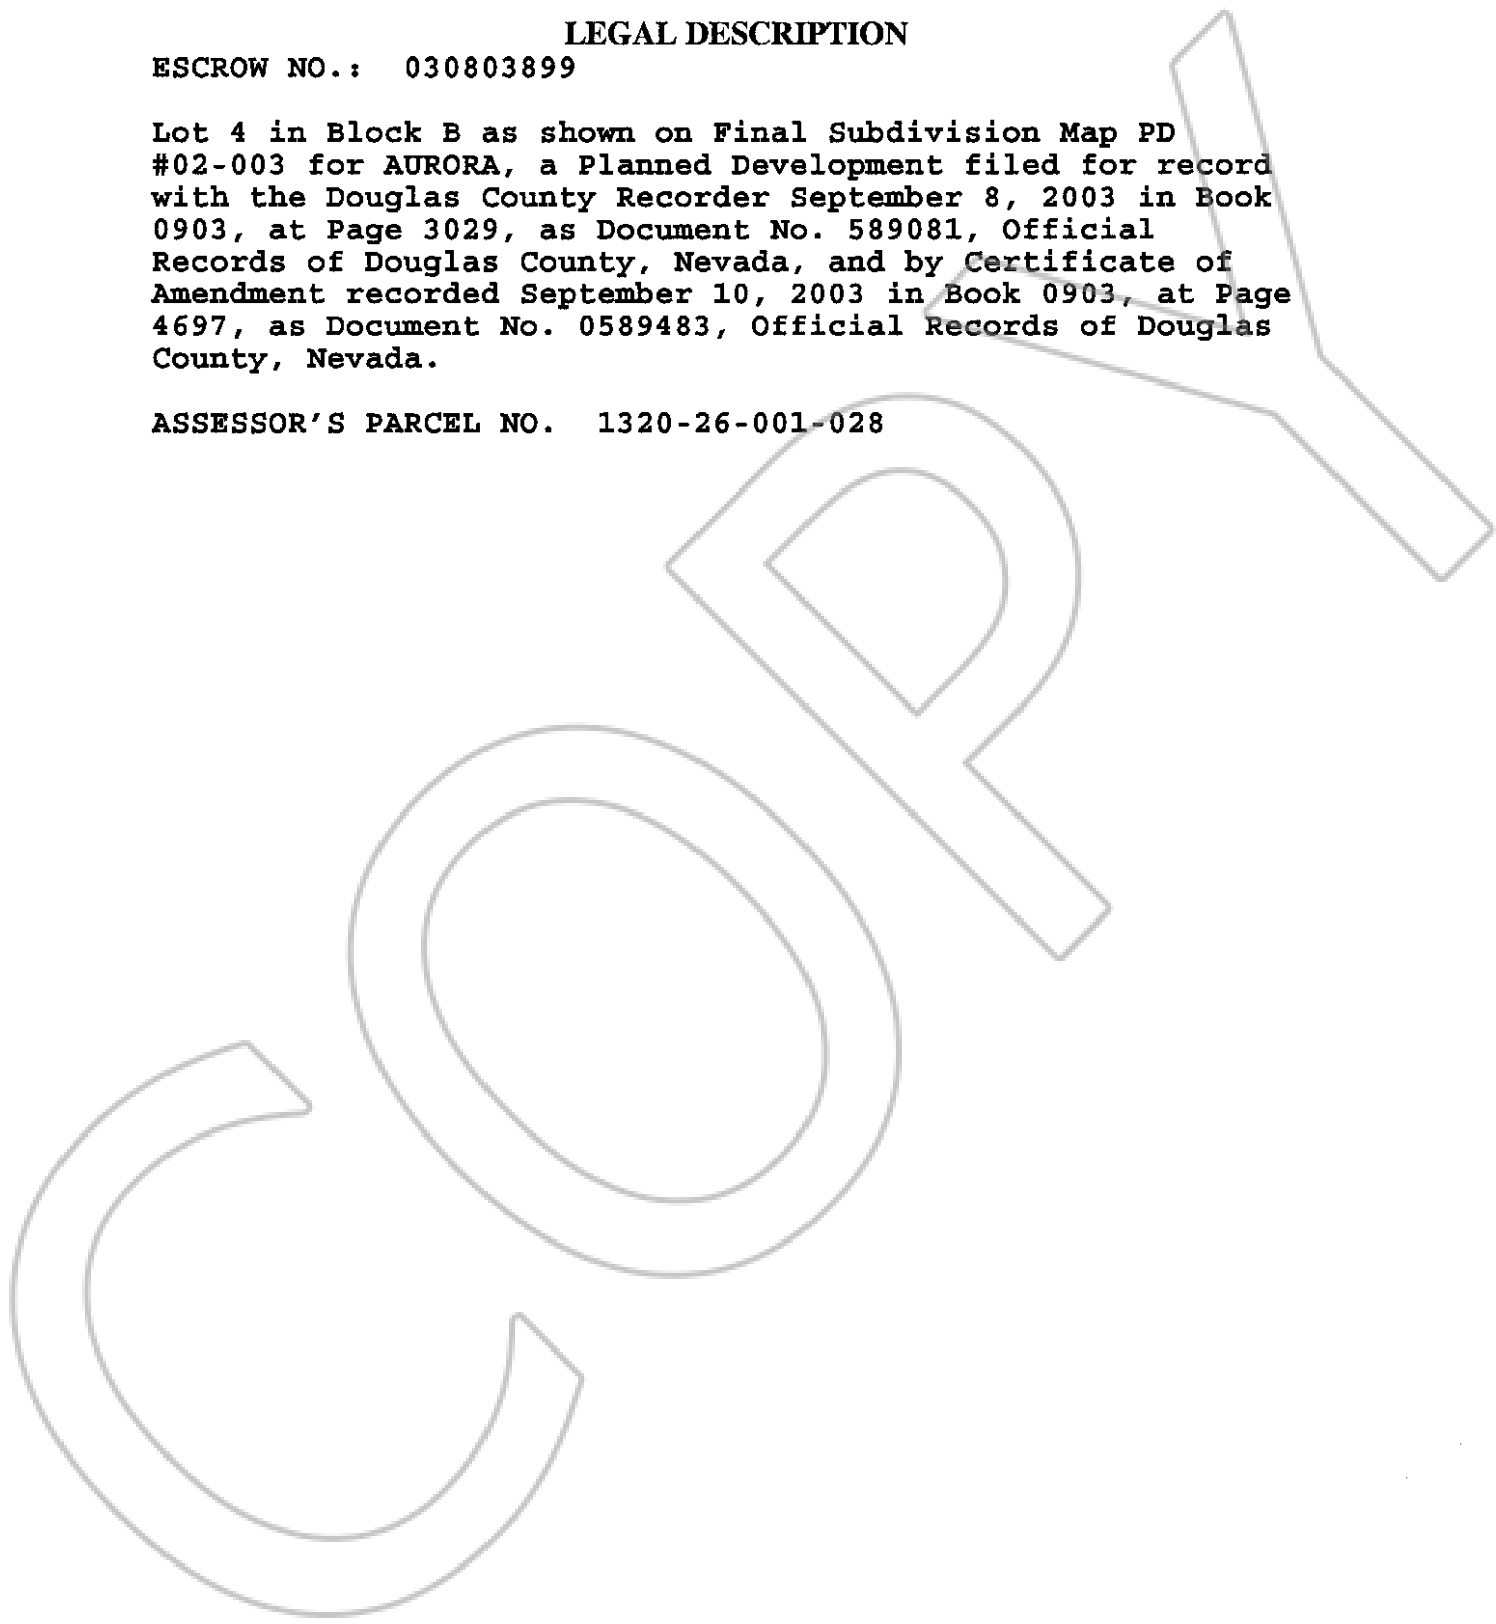 LEGAL DESCRIPTION
ESCROW NO.: 030803899
Lot 4 in Block B as shown on Final Subdivision Map PD
#02-003 for AURORA, a Planned Development filed for record
with the Douglas County Recorder September 8, 2003 in Book
0903, at Page 3029, as Document No. 589081, Official
Records of Douglas County, Nevada, and by Certificate of
Amendment recorded September 10, 2003 in Book 0903, at Page
4697, as Document No. 0589483, Official Records of Douglas
County, Nevada.
ASSESSOR'S PARCEL NO. 1320-26-001-028
COPY